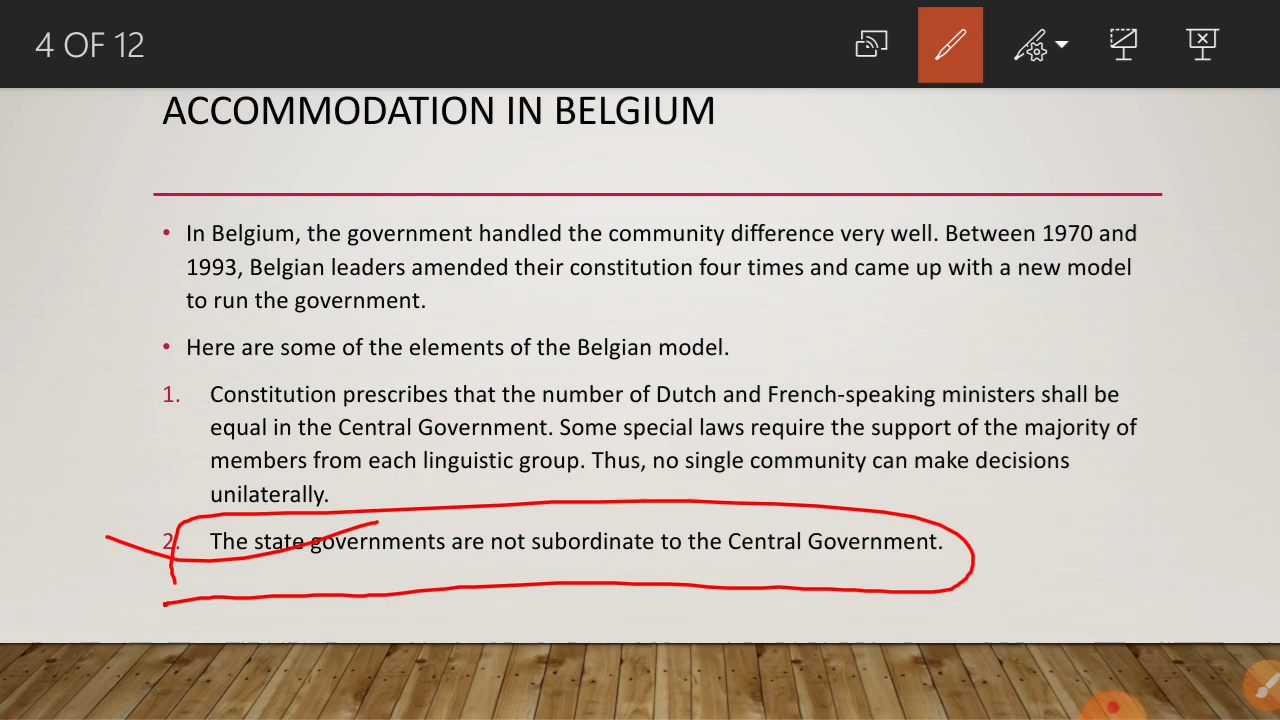 4 OF 12
ACCOMMODATION IN BELGIUM
• In Belgium, the government handled the community difference very well. Between 1970 and
1993, Belgian leaders amended their constitution four times and came up with a new model
to run the government.
• Here are some of the elements of the Belgian model.
1. Constitution prescribes that the number of Dutch and French-speaking ministers shall be
equal in the Central Government. Some special laws require the support of the majority of
members from each linguistic group. Thus, no single community can make decisions
unilaterally.
2. The state governments are not subordinate to the Central Government.